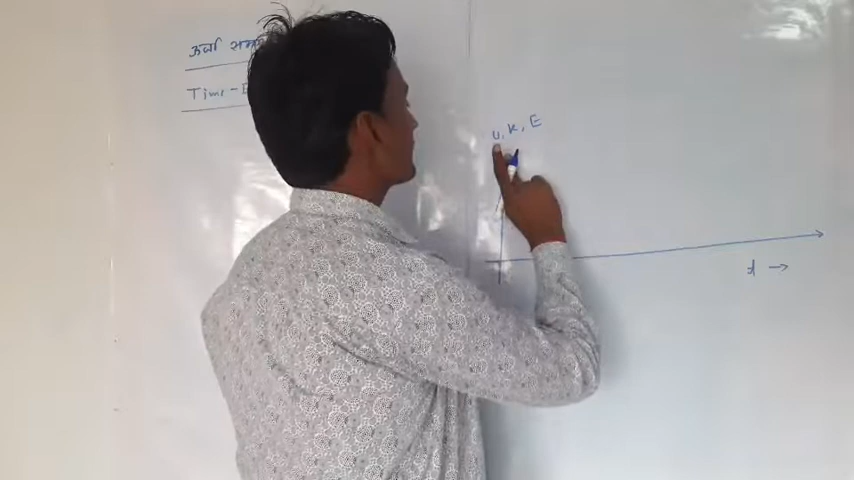 ऊर्जा
Time-
U, K, E
t →